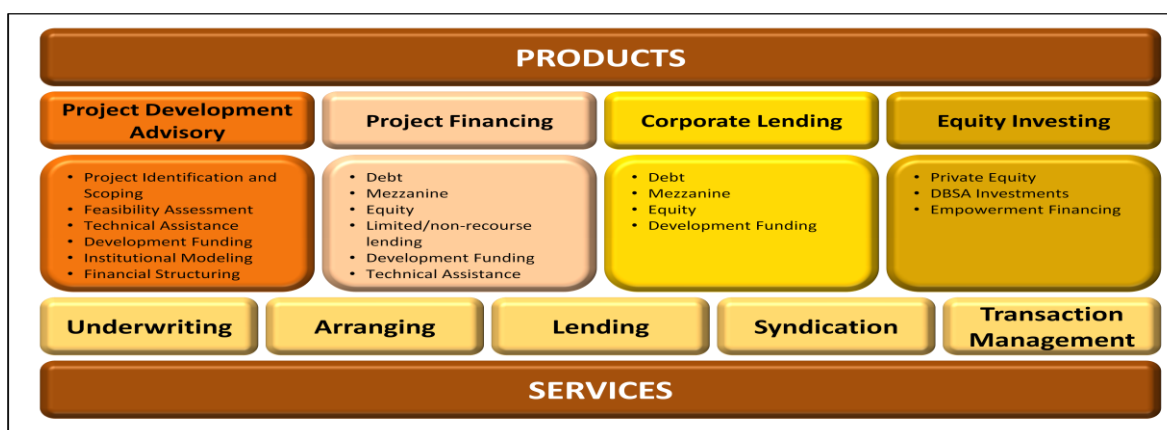 PRODUCTS
Project Development
Advisory
Project Financing
Corporate Lending
Equity Investing
• Project Identification and
Scoping
• Feasibility Assessment
• Technical Assistance
• Development Funding
• Institutional Modeling
• Financial Structuring
• Debt
• Mezzanine
• Equity
• Limited/non-recourse
lending
• Development Funding
• Technical Assistance
• Debt
• Mezzanine
• Equity
• Development Funding
• Private Equity
• DBSA Investments
• Empowerment Financing
Underwriting
Arranging
Lending
Syndication
Transaction
Management
SERVICES